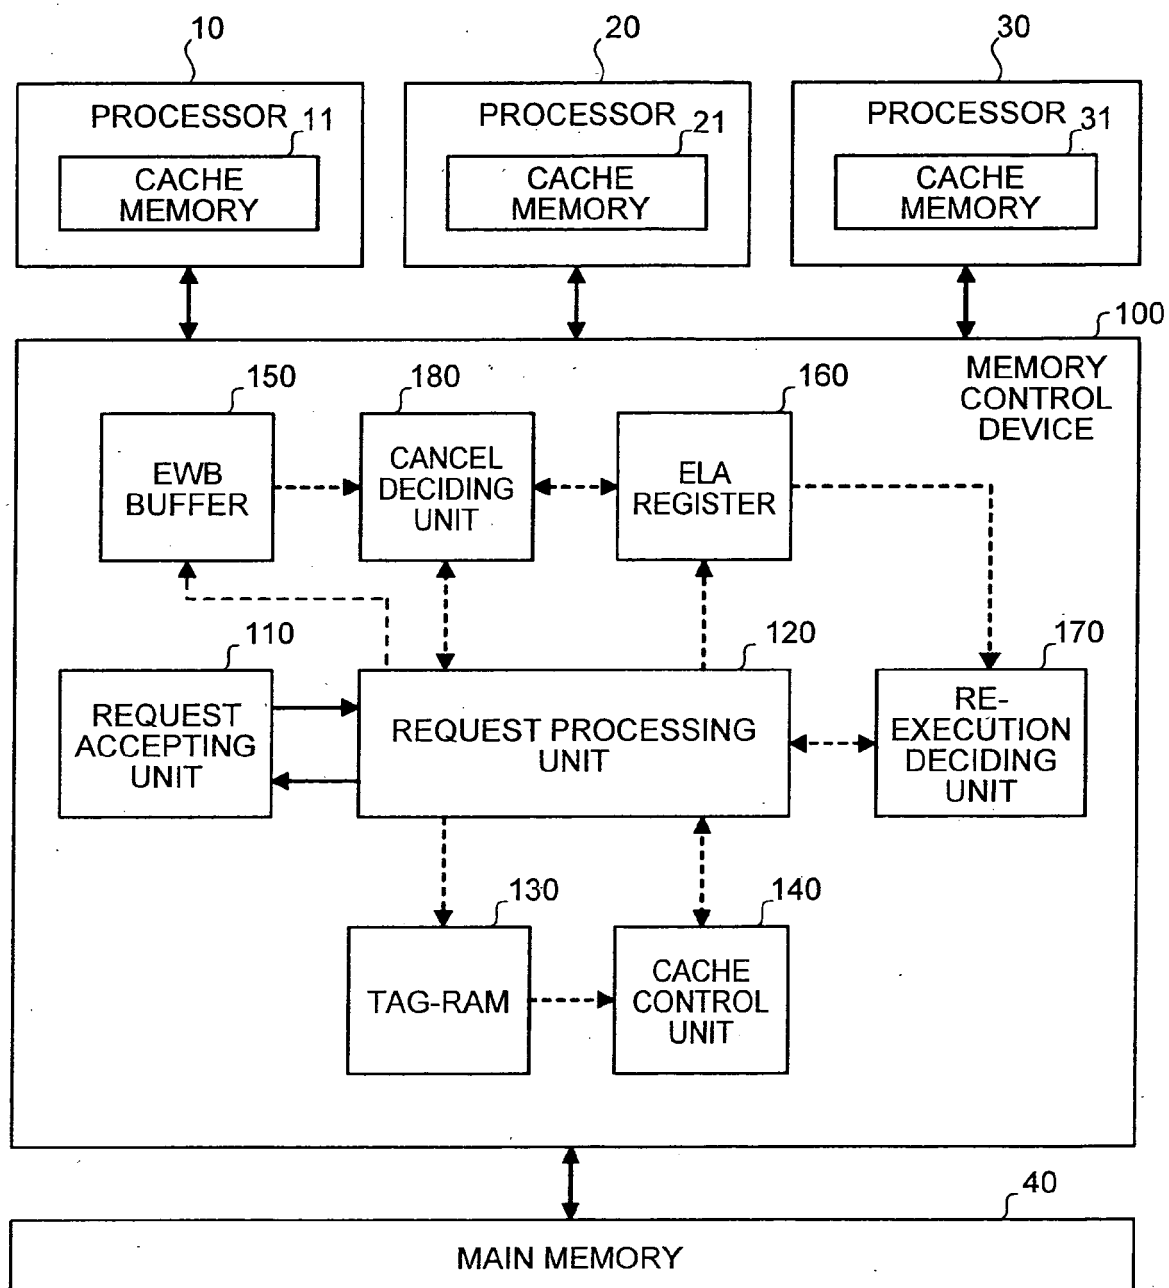 10
20
30
PROCESSOR
11
CACHE
MEMORY
PROCESSOR
21
CACHE
MEMORY
PROCESSOR
31
CACHE
MEMORY
100
MEMORY
CONTROL
DEVICE
150
EWB
BUFFER
180
CANCEL
DECIDING
UNIT
160
ELA
REGISTER
110
REQUEST
ACCEPTING
UNIT
120
REQUEST PROCESSING
UNIT
170
RE-
EXECUTION
DECIDING
UNIT
130
TAG-RAM
140
CACHE
CONTROL
UNIT
40
MAIN MEMORY